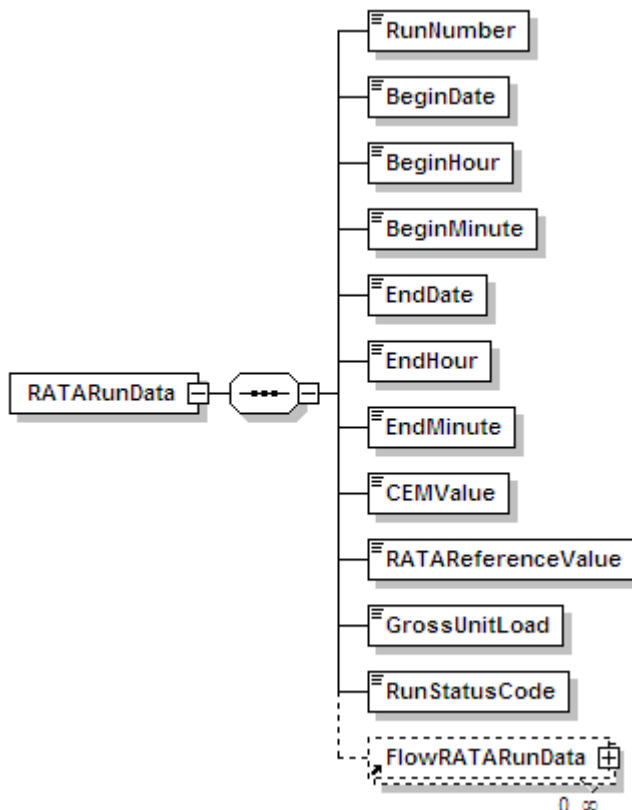 RunNumber
BeginDate
BeginHour
BeginMinute
EndDate
EndHour
RATARunData
EndMinute
CEMValue
RATAReferenceValue
GrossUnitLoad
RunStatusCode
FlowRATARunData
0..∞